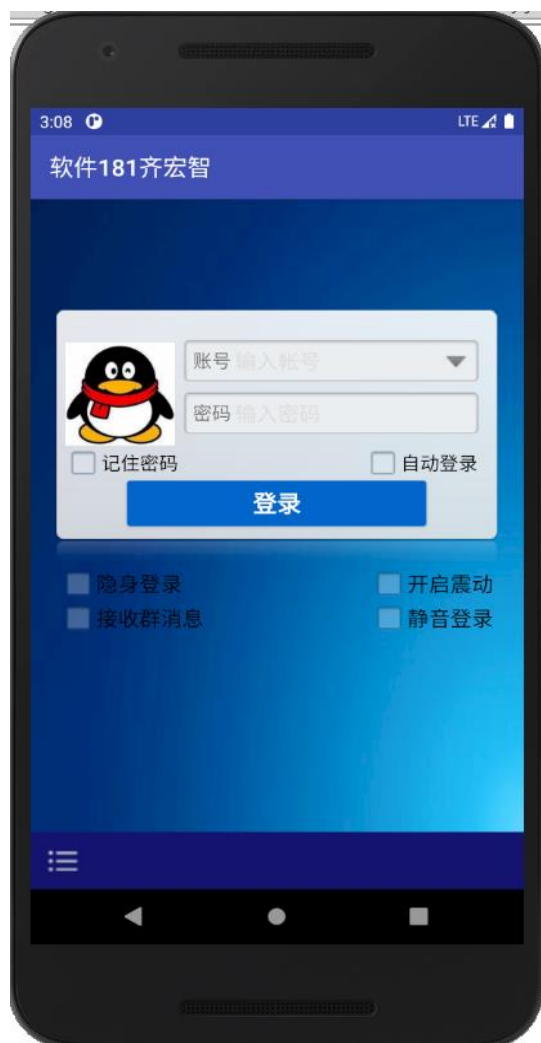 3:08 LTE
软件181齐宏智
账号 输入帐号
密码 输入密码
记住密码 自动登录
登录
隐身登录 开启震动
接收群消息 静音登录